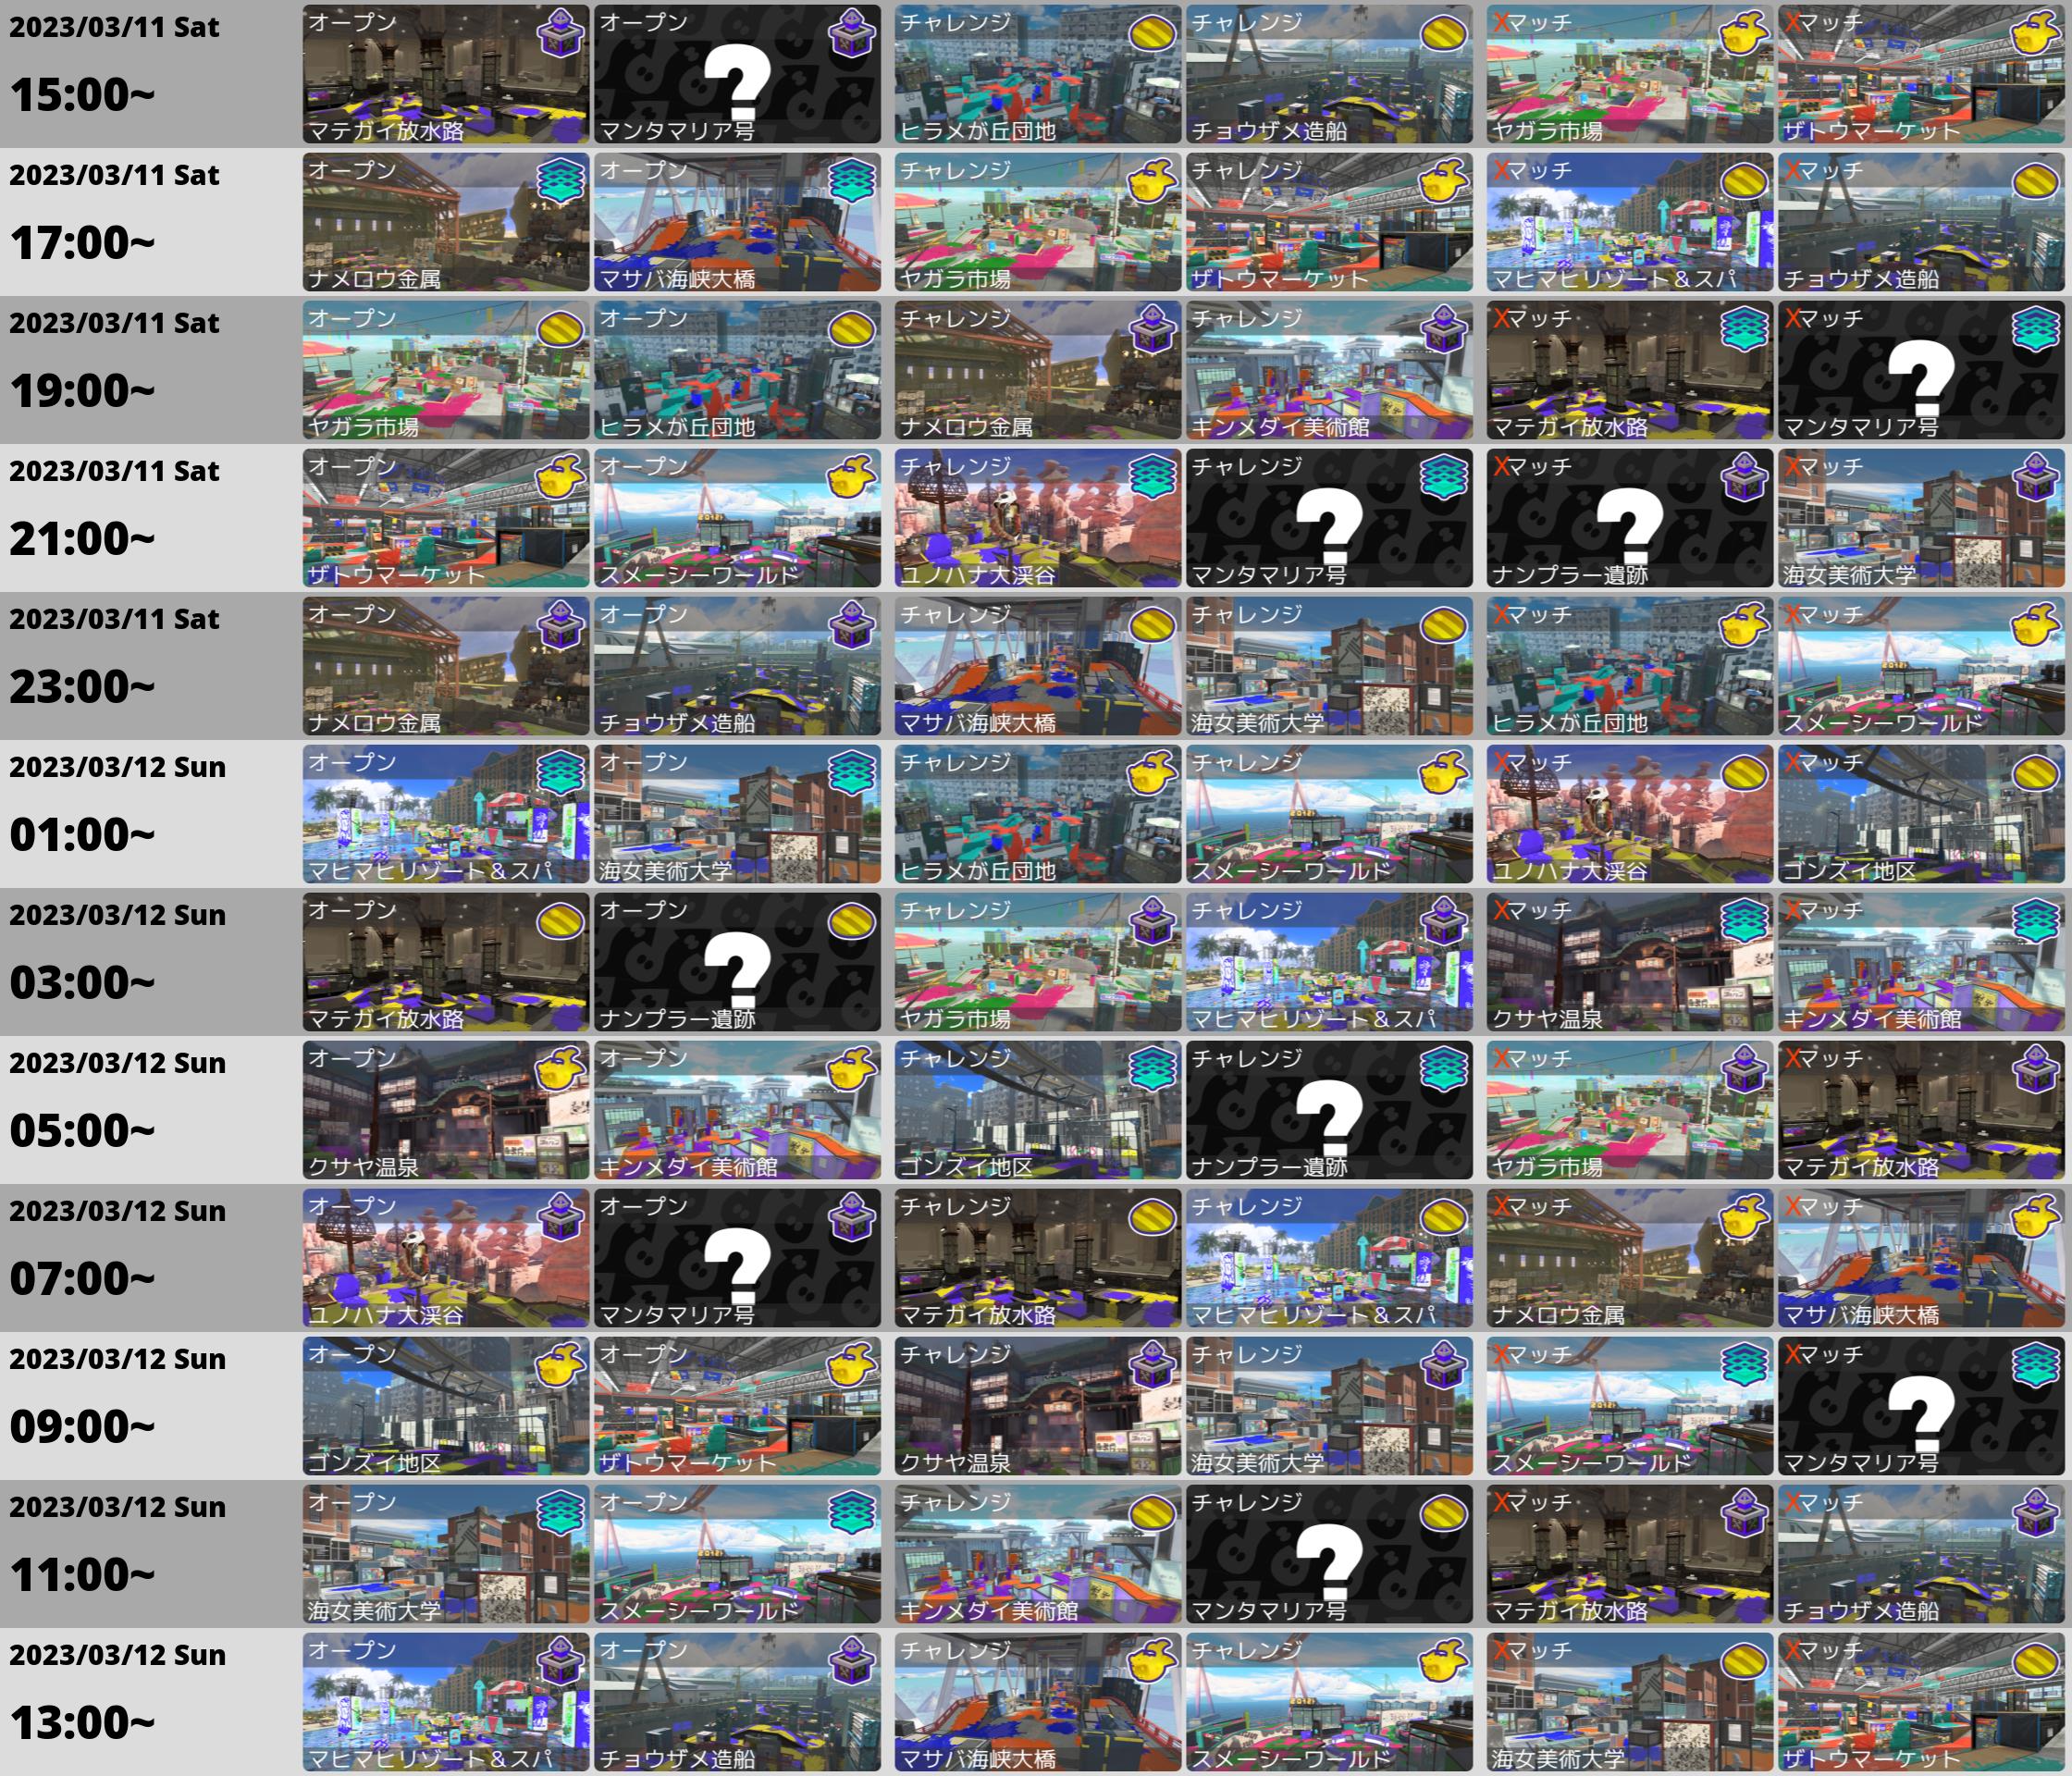 2023/03/11 Sat
15:00~
オープン オープン チャレンジ チャレンジ Xマッチ Xマッチ
マテガイ放水路 マンタマリア号 ヒラメが丘団地 チョウザメ造船 ヤガラ市場 ザトウマーケット
2023/03/11 Sat
17:00~
オープン オープン チャレンジ チャレンジ Xマッチ Xマッチ
ナメロウ金属 マサバ海峡大橋 ヤガラ市場 ザトウマーケット マヒマヒリゾート＆スパ チョウザメ造船
2023/03/11 Sat
19:00~
オープン オープン チャレンジ チャレンジ Xマッチ Xマッチ
ヤガラ市場 ヒラメが丘団地 ナメロウ金属 キンメダイ美術館 マテガイ放水路 マンタマリア号
2023/03/11 Sat
21:00~
オープン オープン チャレンジ チャレンジ Xマッチ Xマッチ
ザトウマーケット スメーシーワールド ユノハナ大渓谷 マンタマリア号 ナンプラー遺跡 海女美術大学
2023/03/11 Sat
23:00~
オープン オープン チャレンジ チャレンジ Xマッチ Xマッチ
ナメロウ金属 チョウザメ造船 マサバ海峡大橋 海女美術大学 ヒラメが丘団地 スメーシーワールド
2023/03/12 Sun
01:00~
オープン オープン チャレンジ チャレンジ Xマッチ Xマッチ
マヒマヒリゾート＆スパ 海女美術大学 ヒラメが丘団地 スメーシーワールド ユノハナ大渓谷 ゴンズイ地区
2023/03/12 Sun
03:00~
オープン オープン チャレンジ チャレンジ Xマッチ Xマッチ
マテガイ放水路 ナンプラー遺跡 ヤガラ市場 マヒマヒリゾート＆スパ クサヤ温泉 キンメダイ美術館
2023/03/12 Sun
05:00~
オープン オープン チャレンジ チャレンジ Xマッチ Xマッチ
クサヤ温泉 キンメダイ美術館 ゴンズイ地区 ナンプラー遺跡 ヤガラ市場 マテガイ放水路
2023/03/12 Sun
07:00~
オープン オープン チャレンジ チャレンジ Xマッチ Xマッチ
ユノハナ大渓谷 マンタマリア号 マテガイ放水路 マヒマヒリゾート＆スパ ナメロウ金属 マサバ海峡大橋
2023/03/12 Sun
09:00~
オープン オープン チャレンジ チャレンジ Xマッチ Xマッチ
ゴンズイ地区 ザトウマーケット クサヤ温泉 海女美術大学 スメーシーワールド マンタマリア号
2023/03/12 Sun
11:00~
オープン オープン チャレンジ チャレンジ Xマッチ Xマッチ
海女美術大学 スメーシーワールド キンメダイ美術館 マンタマリア号 マテガイ放水路 チョウザメ造船
2023/03/12 Sun
13:00~
オープン オープン チャレンジ チャレンジ Xマッチ Xマッチ
マヒマヒリゾート＆スパ チョウザメ造船 マサバ海峡大橋 スメーシーワールド 海女美術大学 ザトウマーケット